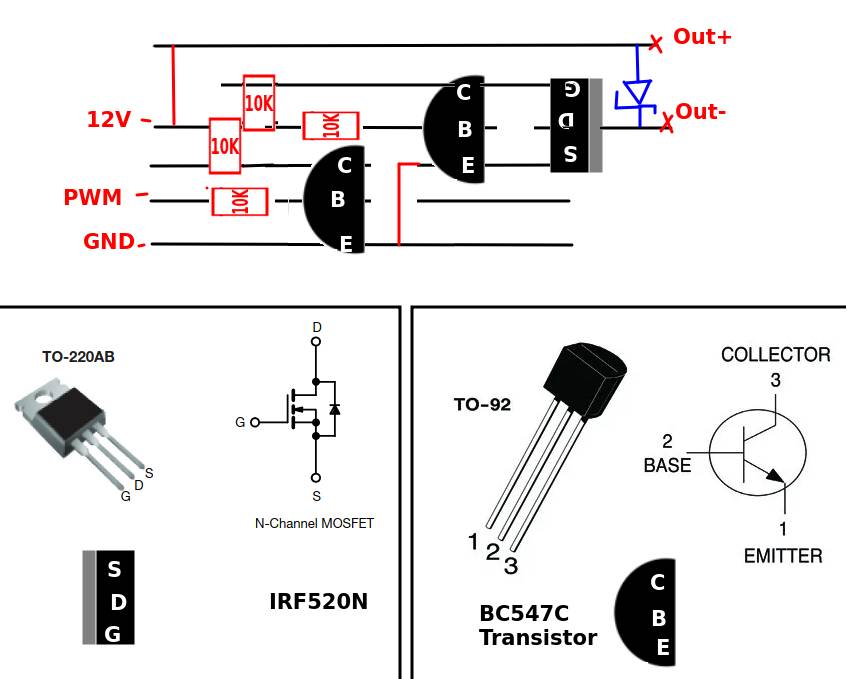 Out+
10K
12V
10K
10K
C
B
E
G
D
S
Out-
PWM
10K
C
B
E
GND
TO-220AB
S
D
G
D
G
S
N-Channel MOSFET
S
D
G
IRF520N
TO-92
1
2
3
COLLECTOR
3
2
BASE
1
EMITTER
BC547C
Transistor
C
B
E